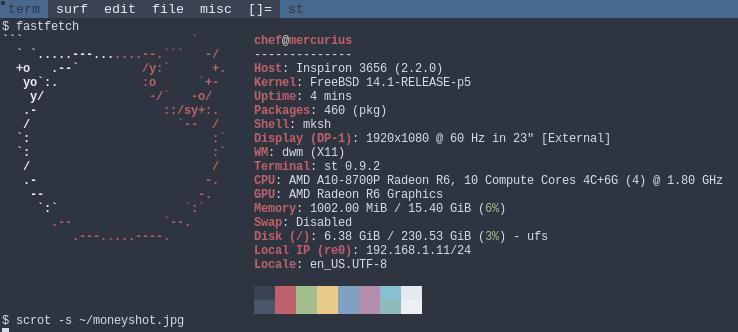 term surf edit file misc []= st
$ fastfetch
```                        `
  ` `.....---.......--.```   -/
  +o   .--`         /y:`      +.
   yo`:.            :o      `+-
    y/               -/`   -o/
   .-                  ::/sy+:.
   /                     `--  /
  `:                          :`
  `:                          :`
   /                          /
   .-                        -.
    --                      -.
     `:`                  `:`
       .--             `--.
          .---.....----.
chef@mercurius
--------------
Host: Inspiron 3656 (2.2.0)
Kernel: FreeBSD 14.1-RELEASE-p5
Uptime: 4 mins
Packages: 460 (pkg)
Shell: mksh
Display (DP-1): 1920x1080 @ 60 Hz in 23" [External]
WM: dwm (X11)
Terminal: st 0.9.2
CPU: AMD A10-8700P Radeon R6, 10 Compute Cores 4C+6G (4) @ 1.80 GHz
GPU: AMD Radeon R6 Graphics
Memory: 1002.00 MiB / 15.40 GiB (6%)
Swap: Disabled
Disk (/): 6.38 GiB / 230.53 GiB (3%) - ufs
Local IP (re0): 192.168.1.11/24
Locale: en_US.UTF-8
$ scrot -s ~/moneyshot.jpg